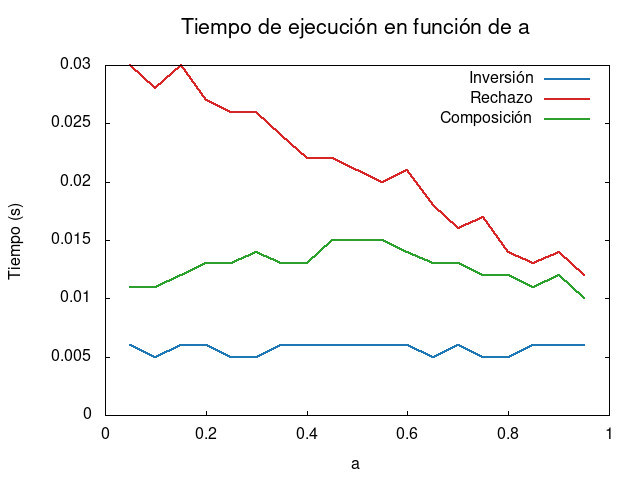 Tiempo de ejecución en función de a
Inversión
Rechazo
Composición
Tiempo (s)
0.03
0.025
0.02
0.015
0.01
0.005
0
0
0.2
0.4
0.6
0.8
1
a